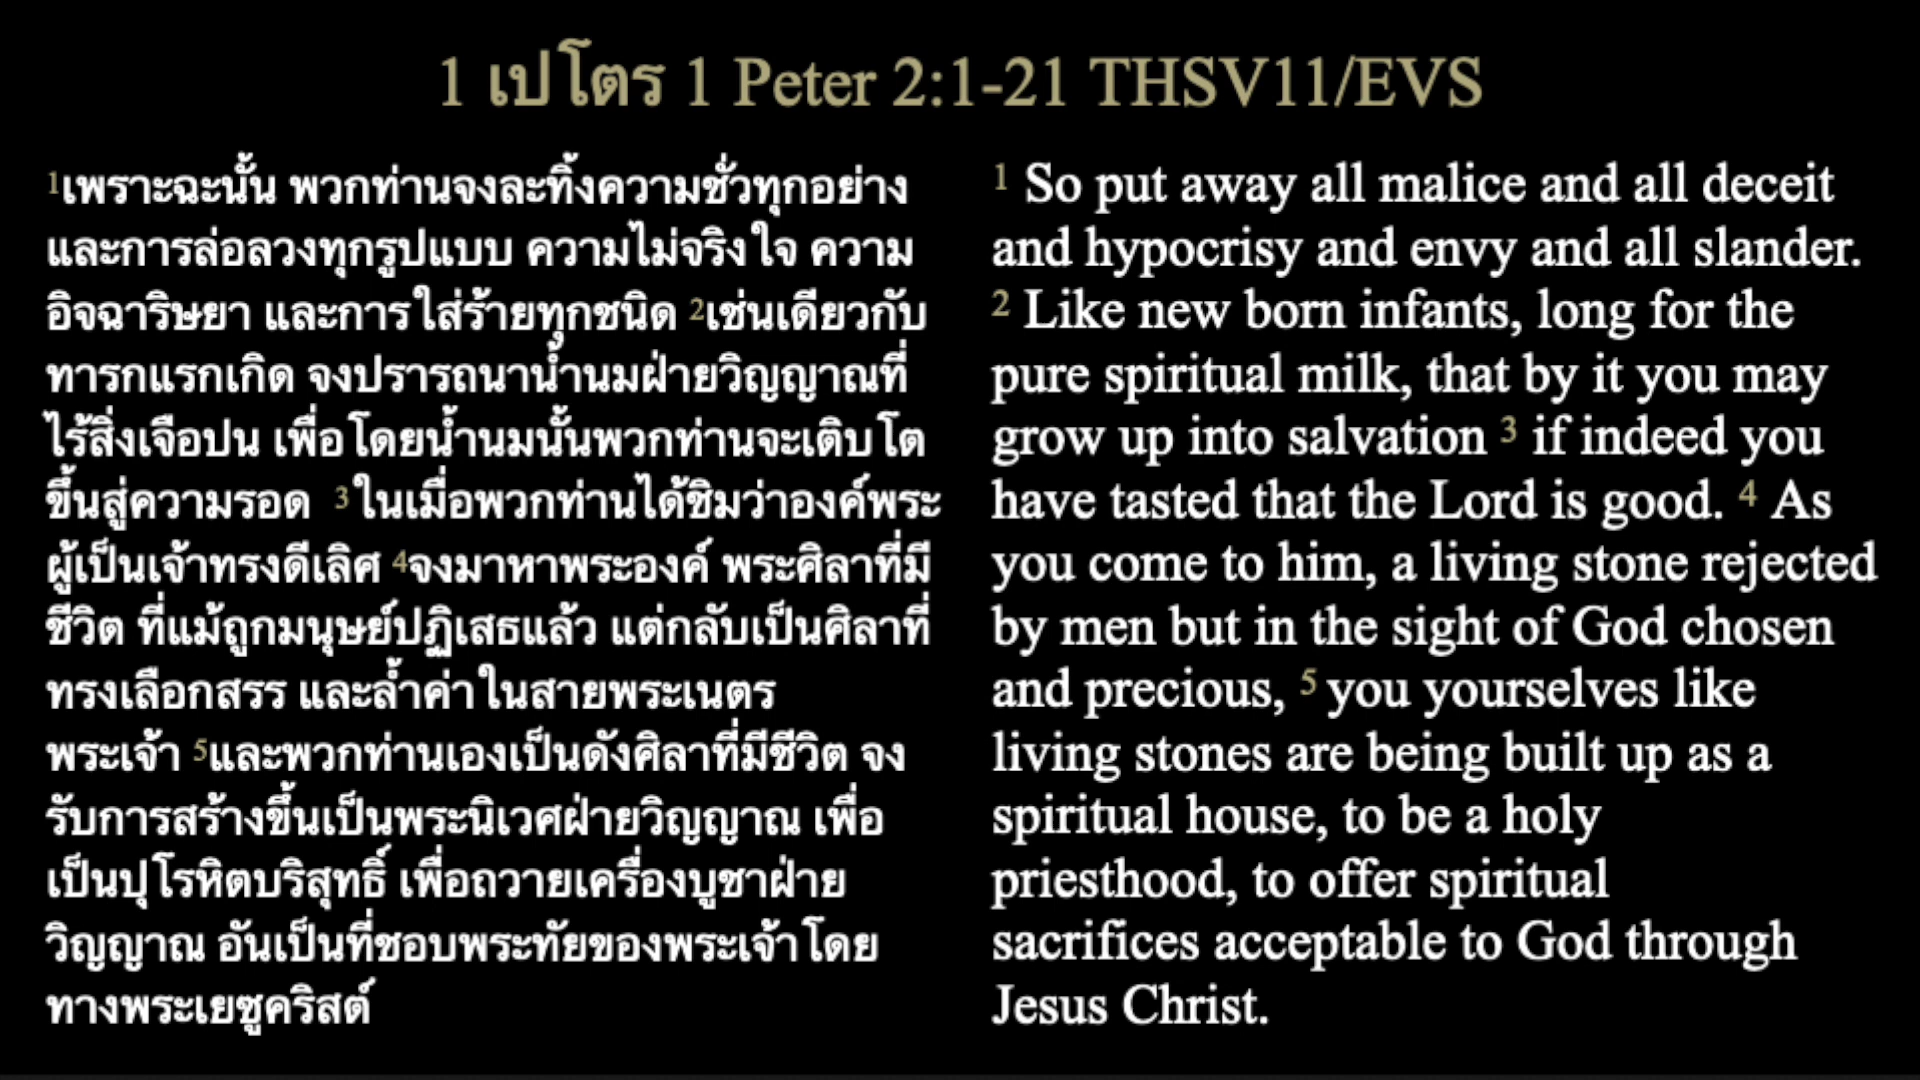 1 เปโตร 1 Peter 2:1-21 THSV11/EVS
1เพราะฉะนั้น พวกท่านจงละทิ้งความชั่วทุกอย่าง
และการล่อลวงทุกรูปแบบ ความไม่จริงใจ ความ
อิจฉาริษยา และการใส่ร้ายทุกชนิด 2เช่นเดียวกับ
ทารกแรกเกิด จงปรารถนาน้ำนมฝ่ายวิญญาณที่
ไร้สิ่งเจือปน เพื่อโดยน้ำนมนั้นพวกท่านจะเติบโต
ขึ้นสู่ความรอด 3ในเมื่อพวกท่านได้ชิมว่าองค์พระ
ผู้เป็นเจ้าทรงดีเลิศ 4จงมาหาพระองค์ พระศิลาที่มี
ชีวิต ที่แม้ถูกมนุษย์ปฏิเสธแล้ว แต่กลับเป็นศิลาที่
ทรงเลือกสรร และล้ำค่าในสายพระเนตร
พระเจ้า 5และพวกท่านเองเป็นดังศิลาที่มีชีวิต จง
รับการสร้างขึ้นเป็นพระนิเวศฝ่ายวิญญาณ เพื่อ
เป็นปุโรหิตบริสุทธิ์ เพื่อถวายเครื่องบูชาฝ่าย
วิญญาณ อันเป็นที่ชอบพระทัยของพระเจ้าโดย
ทางพระเยซูคริสต์
1 So put away all malice and all deceit
and hypocrisy and envy and all slander.
2 Like new born infants, long for the
pure spiritual milk, that by it you may
grow up into salvation 3 if indeed you
have tasted that the Lord is good. 4 As
you come to him, a living stone rejected
by men but in the sight of God chosen
and precious, 5 you yourselves like
living stones are being built up as a
spiritual house, to be a holy
priesthood, to offer spiritual
sacrifices acceptable to God through
Jesus Christ.